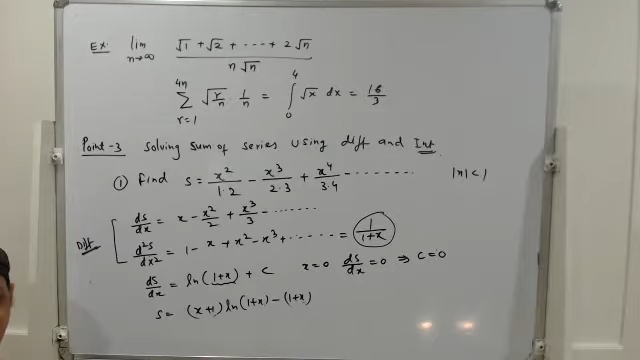 Ex: lim n→∞ (√1 + √2 + ---- + 2√n) / (n√n)
4n ∑ r=1 √(r/n) · 1/n = ∫₀⁴ √x dx = 16/3
Point-3 Solving sum of series using diff and Int.
① Find S = x²/1·2 - x³/2·3 + x⁴/3·4 - ------- |n| < 1
Diff. ds/dx = x - x²/2 + x³/3 - ------
d²s/dx² = 1 - x + x² - x³ + ------ = 1/(1+x)
ds/dx = ln(1+x) + c x=0 ds/dx = 0 ⇒ c=0
S = (x+1) ln(1+x) - (1+x)